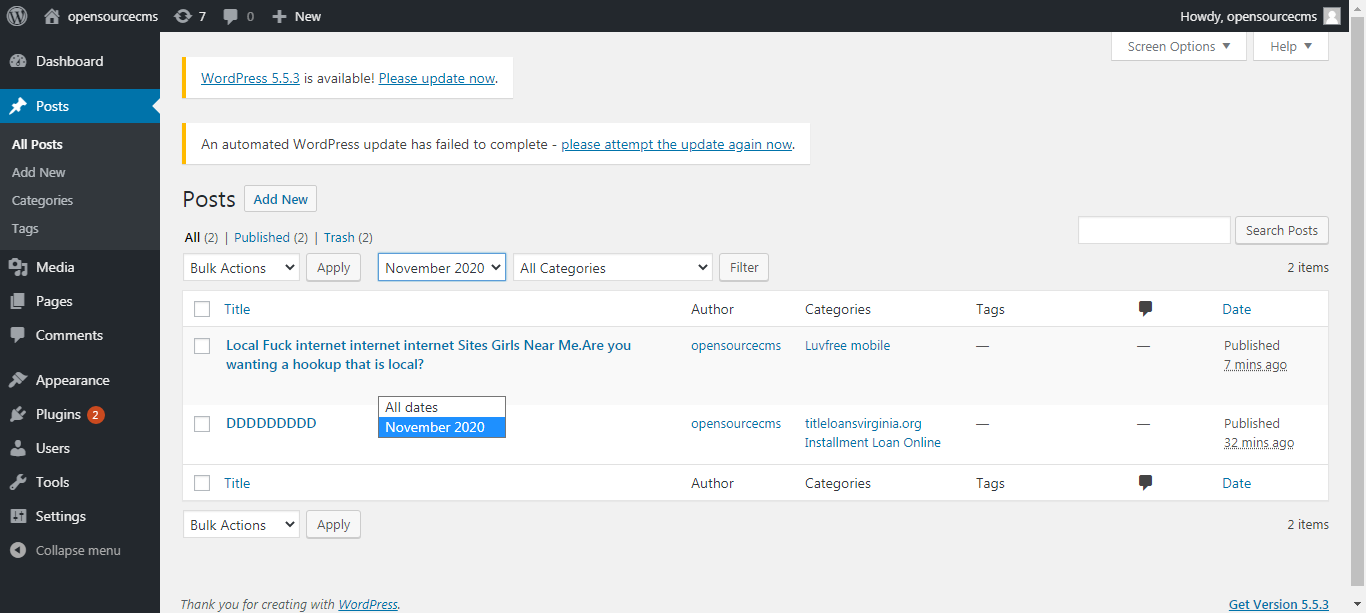 opensourcecms 7 0 New Howdy, opensourcecms
Screen Options Help
Dashboard
Posts
All Posts
Add New
Categories
Tags
Media
Pages
Comments
Appearance
Plugins 2
Users
Tools
Settings
Collapse menu
WordPress 5.5.3 is available! Please update now.
An automated WordPress update has failed to complete - please attempt the update again now.
Posts Add New
All (2) | Published (2) | Trash (2)
Search Posts
Bulk Actions Apply November 2020 All Categories Filter 2 items
Title Author Categories Tags Date
Local Fuck internet internet internet Sites Girls Near Me.Are you opensourcecms Luvfree mobile — — Published
wanting a hookup that is local? 7 mins ago
All dates
November 2020
DDDDDDDDD opensourcecms titleloansvirginia.org — — Published
Installment Loan Online 32 mins ago
Title Author Categories Tags Date
Bulk Actions Apply 2 items
Thank you for creating with WordPress. Get Version 5.5.3